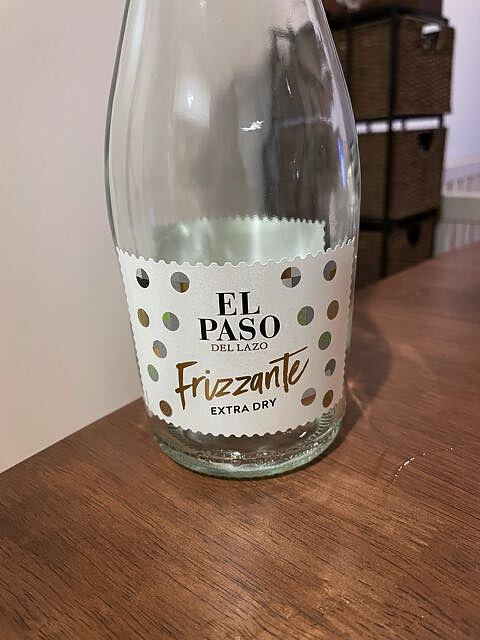 EL
PASO
DEL LAZO
Frizzante
EXTRA DRY